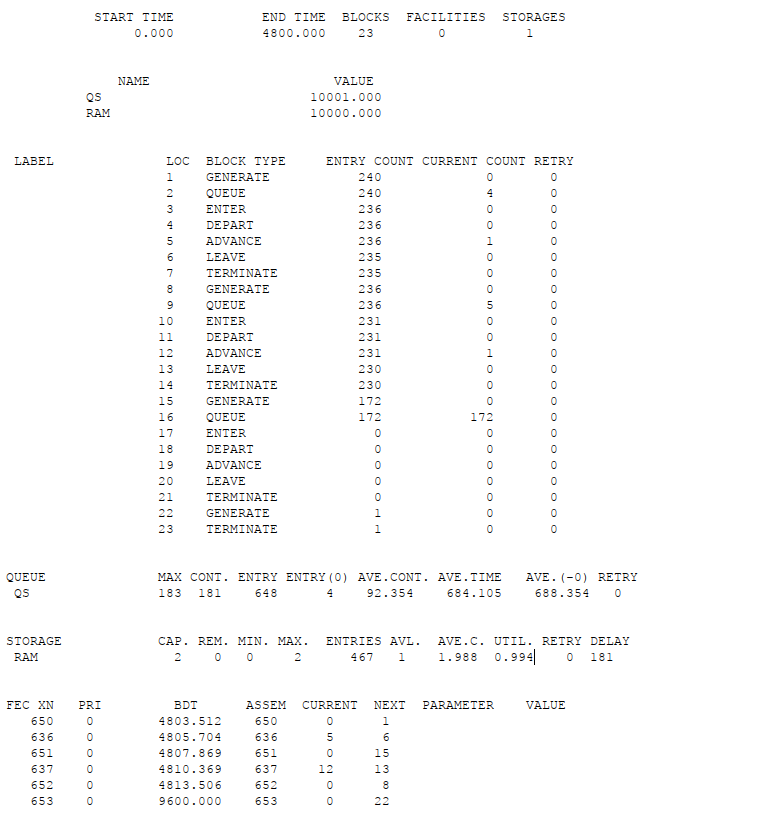 START TIME END TIME BLOCKS FACILITIES STORAGES
0.000 4800.000 23 0 1
NAME VALUE
QS 10001.000
RAM 10000.000
LABEL LOC BLOCK TYPE ENTRY COUNT CURRENT COUNT RETRY
1 GENERATE 240 0 0
2 QUEUE 240 4 0
3 ENTER 236 0 0
4 DEPART 236 0 0
5 ADVANCE 236 1 0
6 LEAVE 235 0 0
7 TERMINATE 235 0 0
8 GENERATE 236 0 0
9 QUEUE 236 5 0
10 ENTER 231 0 0
11 DEPART 231 0 0
12 ADVANCE 231 1 0
13 LEAVE 230 0 0
14 TERMINATE 230 0 0
15 GENERATE 172 0 0
16 QUEUE 172 172 0
17 ENTER 0 0 0
18 DEPART 0 0 0
19 ADVANCE 0 0 0
20 LEAVE 0 0 0
21 TERMINATE 0 0 0
22 GENERATE 1 0 0
23 TERMINATE 1 0 0
QUEUE MAX CONT. ENTRY ENTRY(0) AVE.CONT. AVE.TIME AVE.(-0) RETRY
QS 183 181 648 4 92.354 684.105 688.354 0
STORAGE CAP. REM. MIN. MAX. ENTRIES AVL. AVE.C. UTIL. RETRY DELAY
RAM 2 0 0 2 467 1 1.988 0.994 0 181
FEC XN PRI BDT ASSEM CURRENT NEXT PARAMETER VALUE
650 0 4803.512 650 0 1
636 0 4805.704 636 5 6
651 0 4807.869 651 0 15
637 0 4810.369 637 12 13
652 0 4813.506 652 0 8
653 0 9600.000 653 0 22